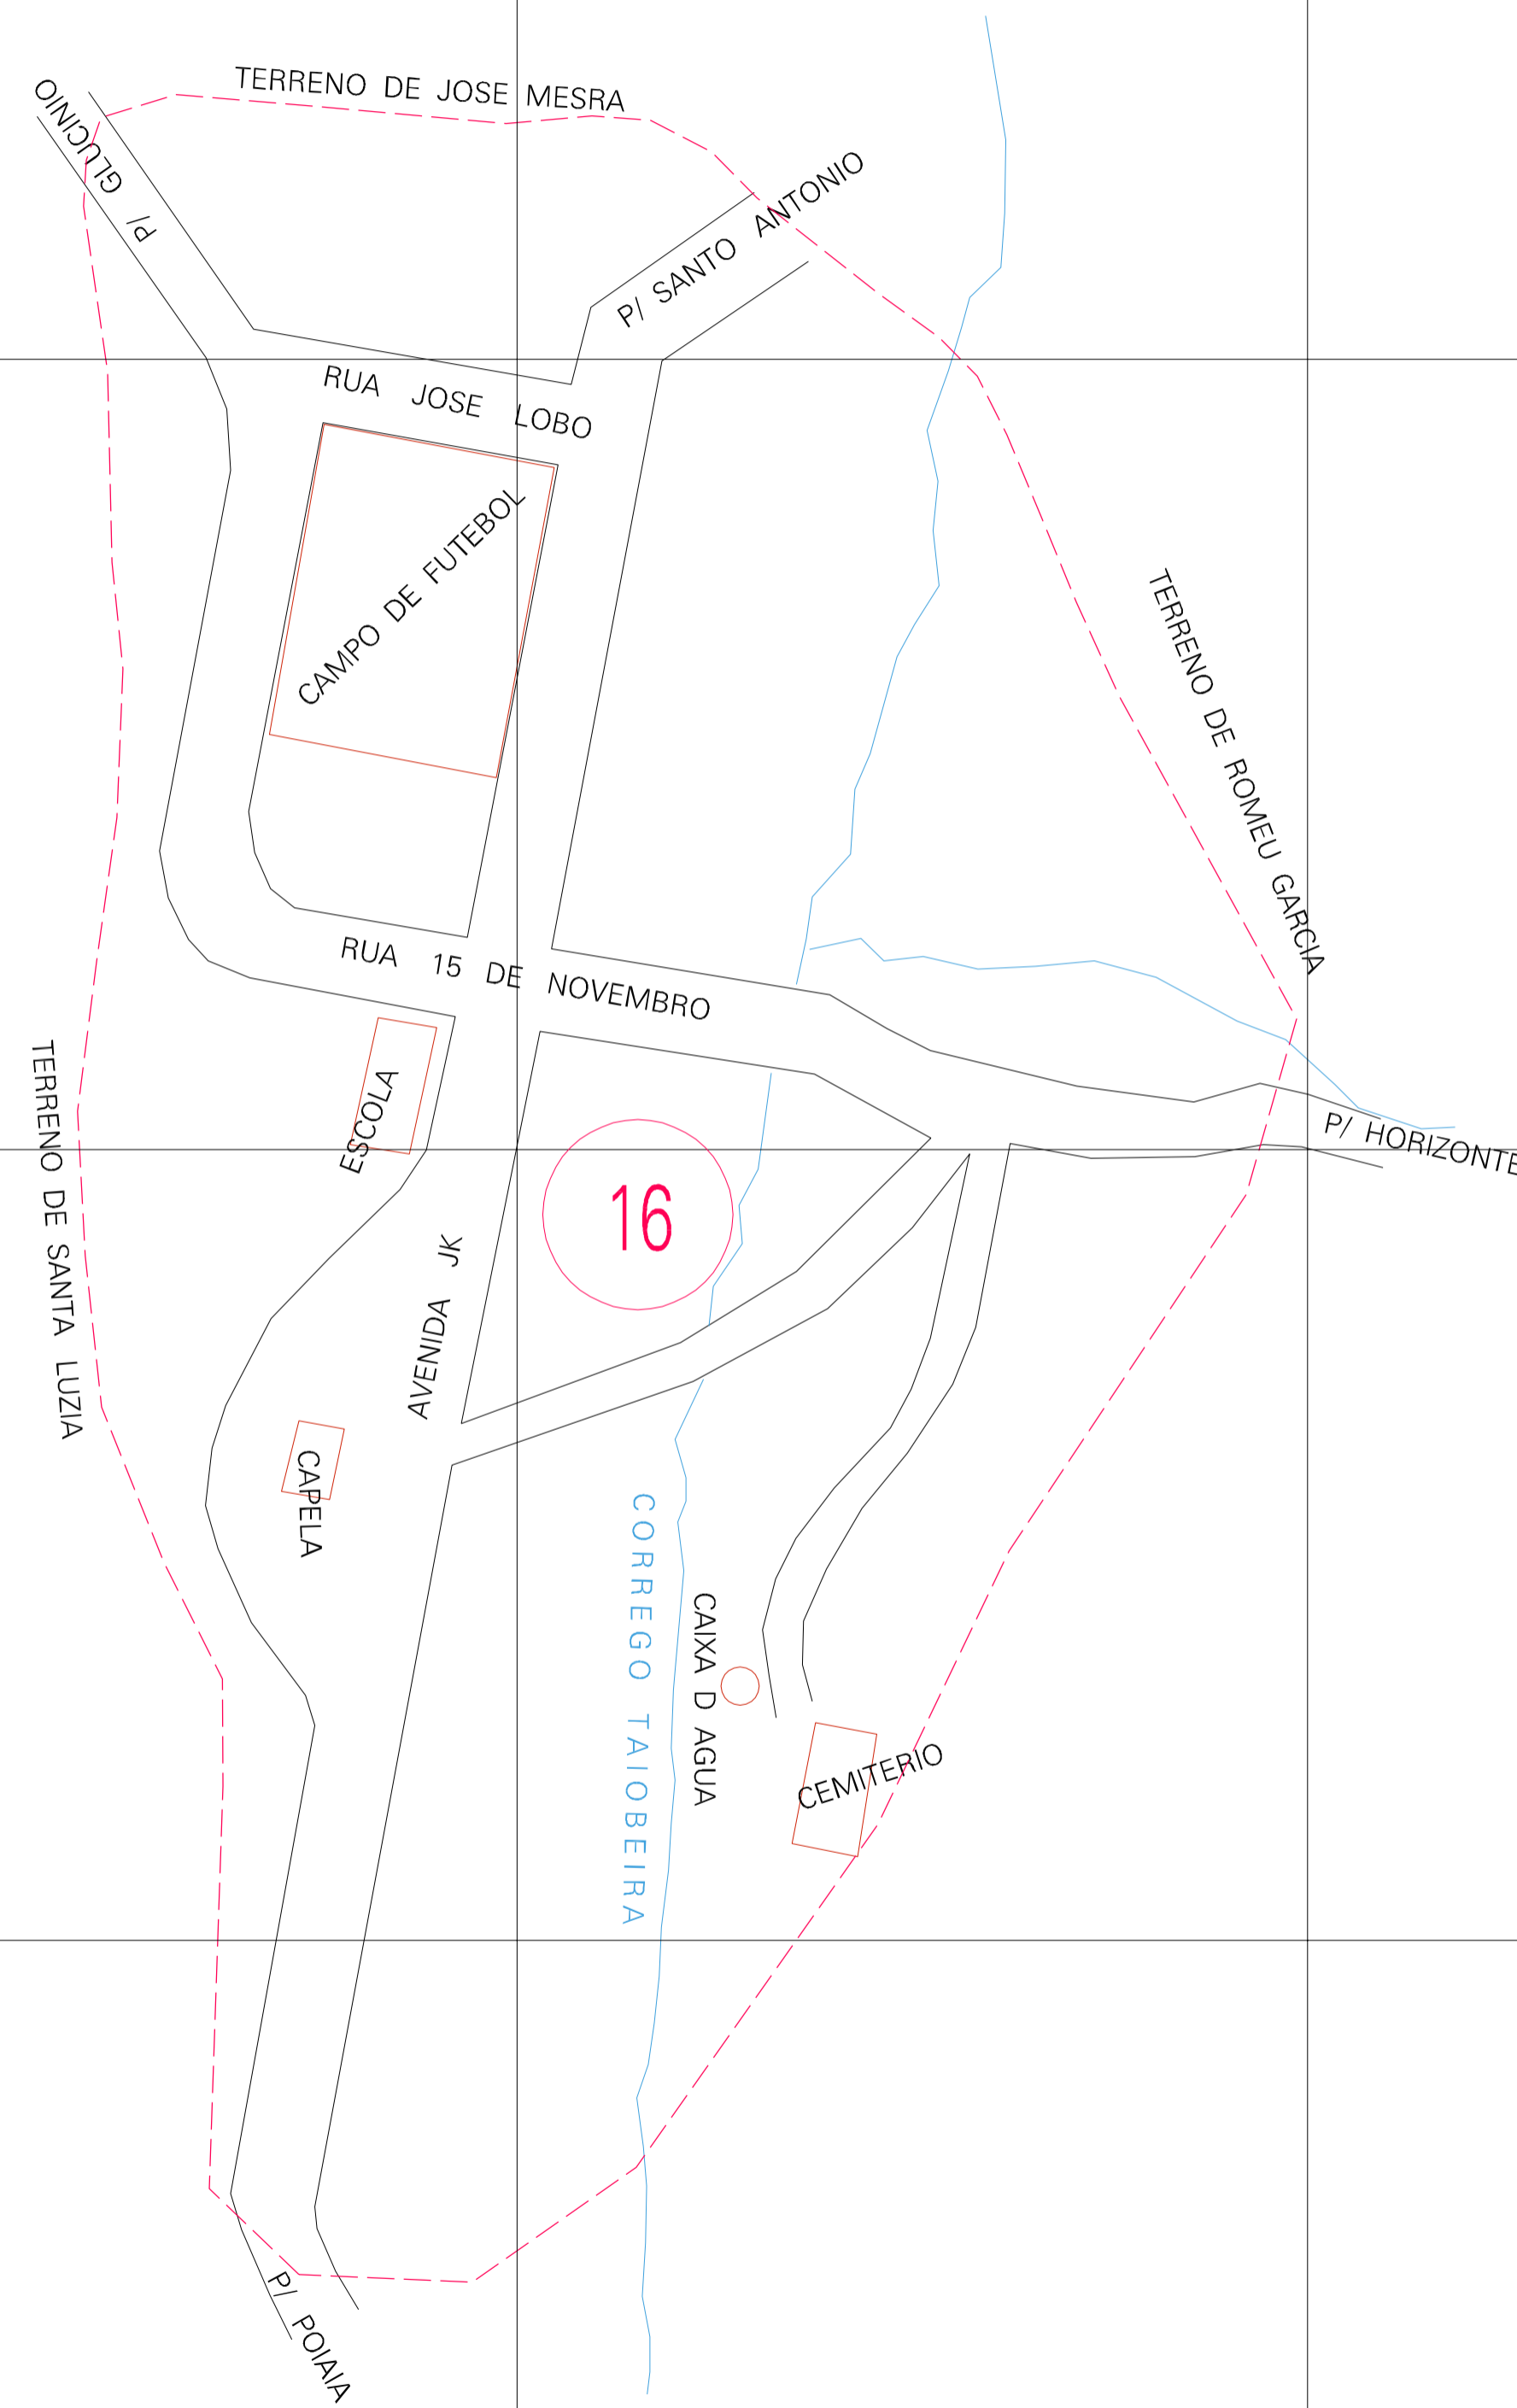 TERRENO DE JOSE MESRA
P/ GLUCINIO
P/ SANTO ANTONIO
RUA JOSE LOBO
CAMPO DE FUTEBOL
TERRENO DE ROMEU GARCIA
RUA 15 DE NOVEMBRO
TERRENO DE SANTA LUZIA
ESCOLA
P/ HORIZONTE
16
AVENIDA JK
CAPELA
CORREGO TAIOBEIRA
CAIXA D AGUA
CEMITERIO
P/ POIAIA